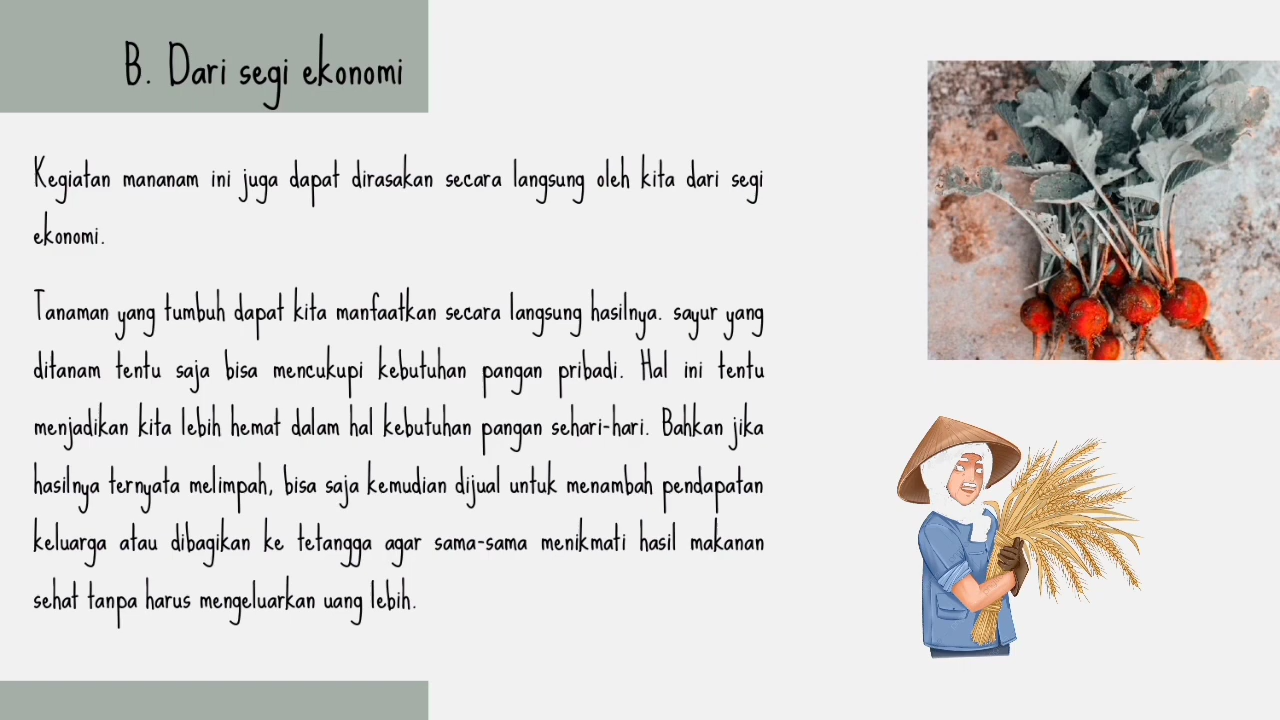 B. Dari segi ekonomi
Kegiatan mananam ini juga dapat dirasakan secara langsung oleh kita dari segi
ekonomi.
Tanaman yang tumbuh dapat kita manfaatkan secara langsung hasilnya. sayur yang
ditanam tentu saja bisa mencukupi kebutuhan pangan pribadi. Hal ini tentu
menjadikan kita lebih hemat dalam hal kebutuhan pangan sehari-hari. Bahkan jika
hasilnya ternyata melimpah, bisa saja kemudian dijual untuk menambah pendapatan
keluarga atau dibagikan ke tetangga agar sama-sama menikmati hasil makanan
sehat tanpa harus mengeluarkan uang lebih.